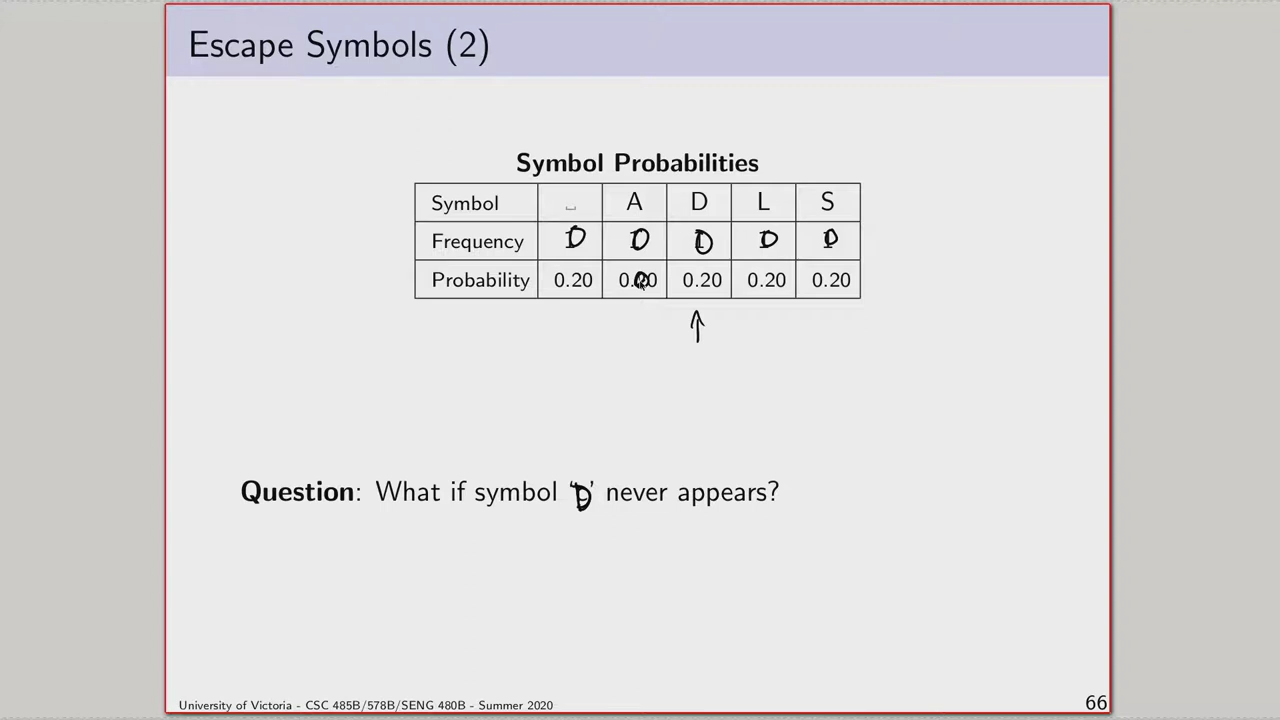 Escape Symbols (2)
Symbol Probabilities
Symbol ␣ A D L S
Frequency 0 0 0 0 0
Probability 0.20 0 0.20 0.20 0.20
Question: What if symbol ‘D’ never appears?
University of Victoria - CSC 485B/578B/SENG 480B - Summer 2020 66